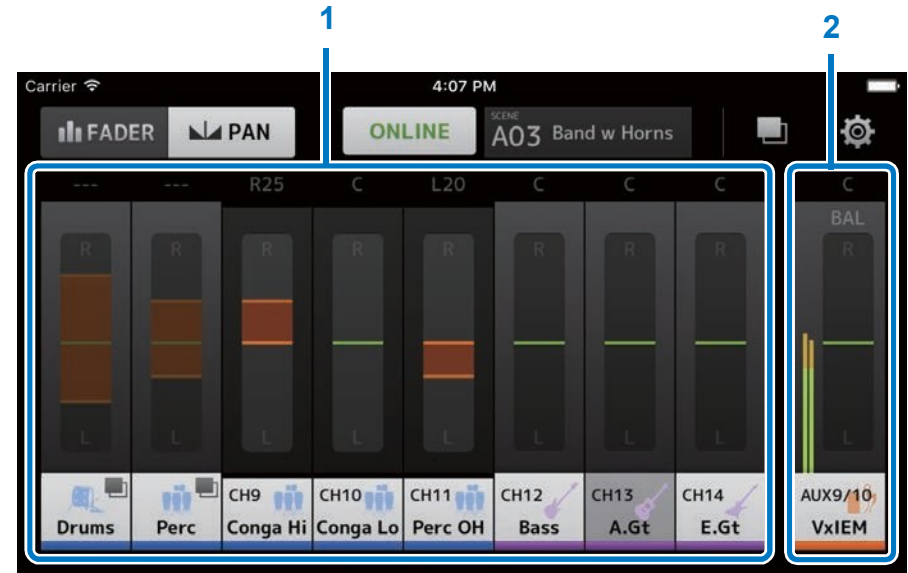 1
2
Carrier
4:07 PM
FADER
PAN
ONLINE
SCENE
A03 Band w Horns
--- --- R25 C L20 C C C C
BAL
R R R R R R R R R
L L L L L L L L L
CH9 CH10 CH11 CH12 CH13 CH14 AUX9/10
Drums Perc Conga Hi Conga Lo Perc OH Bass A.Gt E.Gt VxIEM